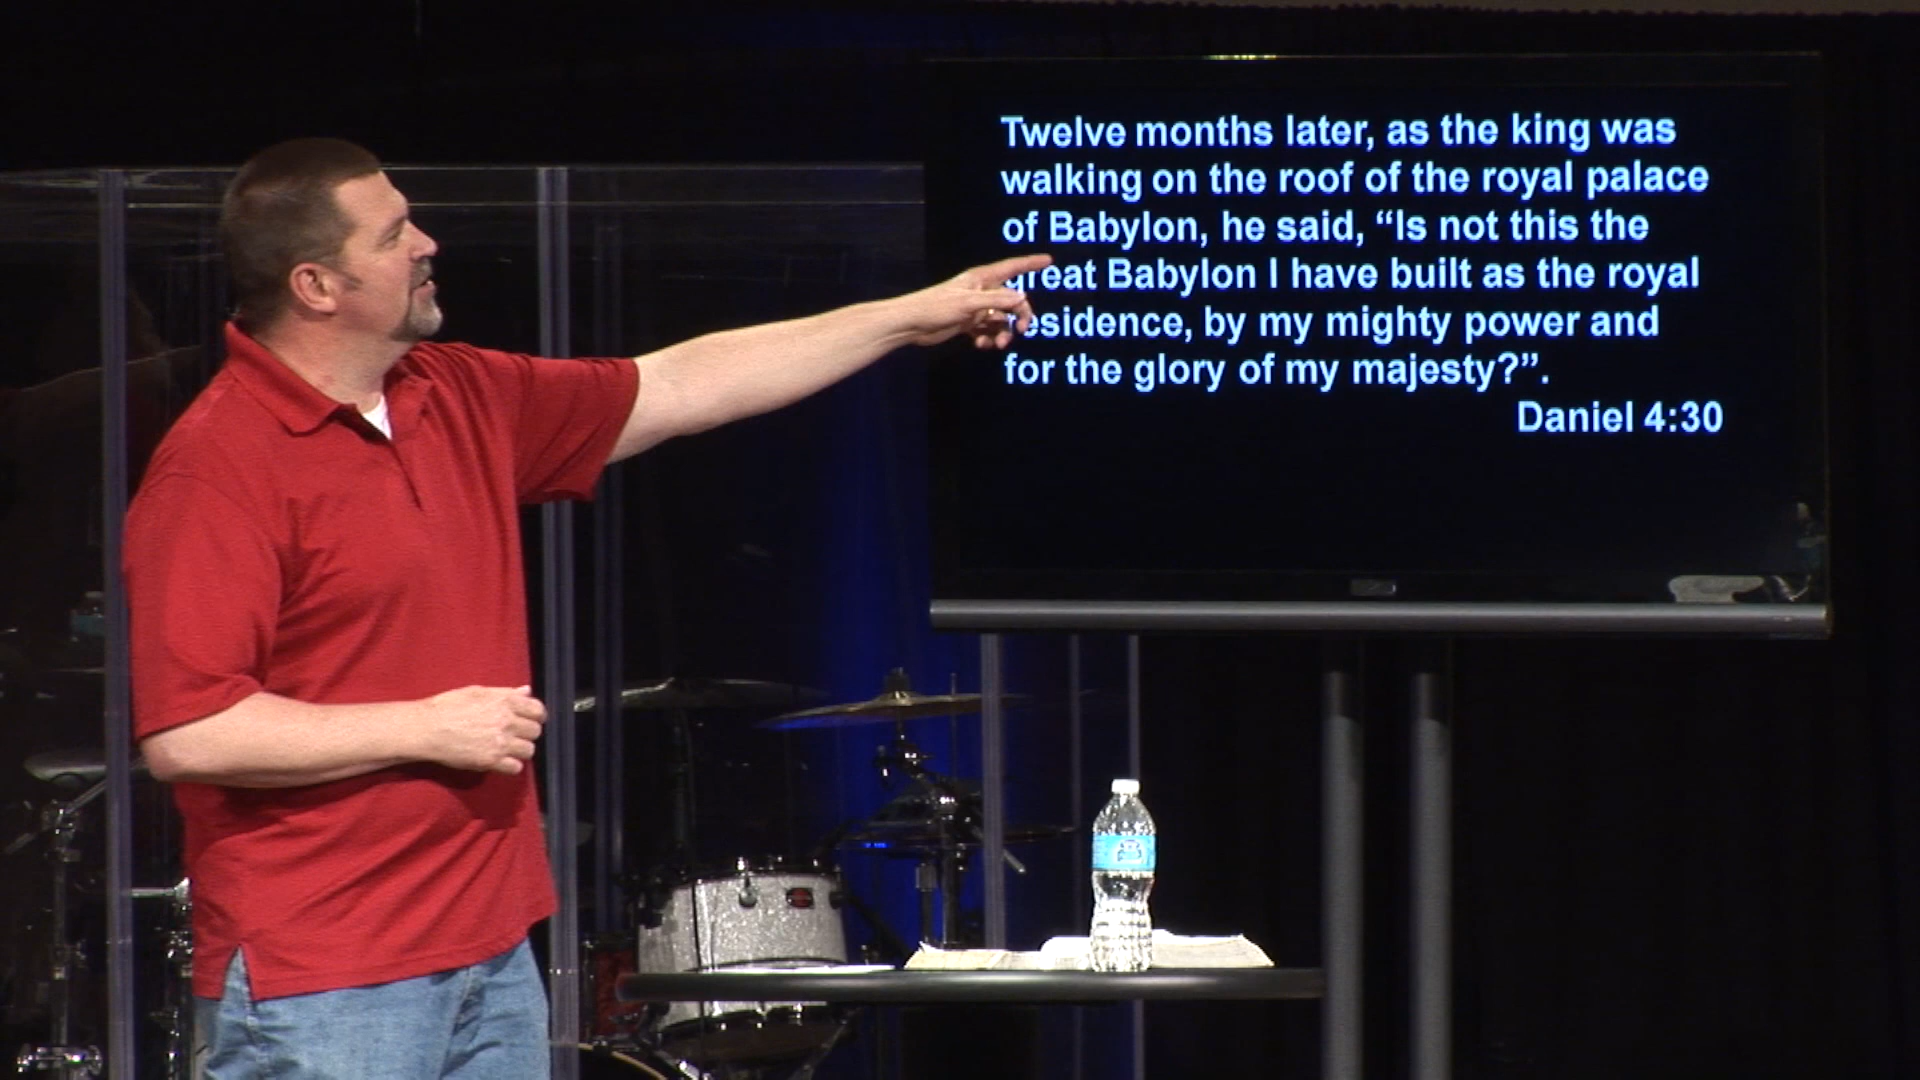 Twelve months later, as the king was
walking on the roof of the royal palace
of Babylon, he said, “Is not this the
great Babylon I have built as the royal
residence, by my mighty power and
for the glory of my majesty?”.
Daniel 4:30